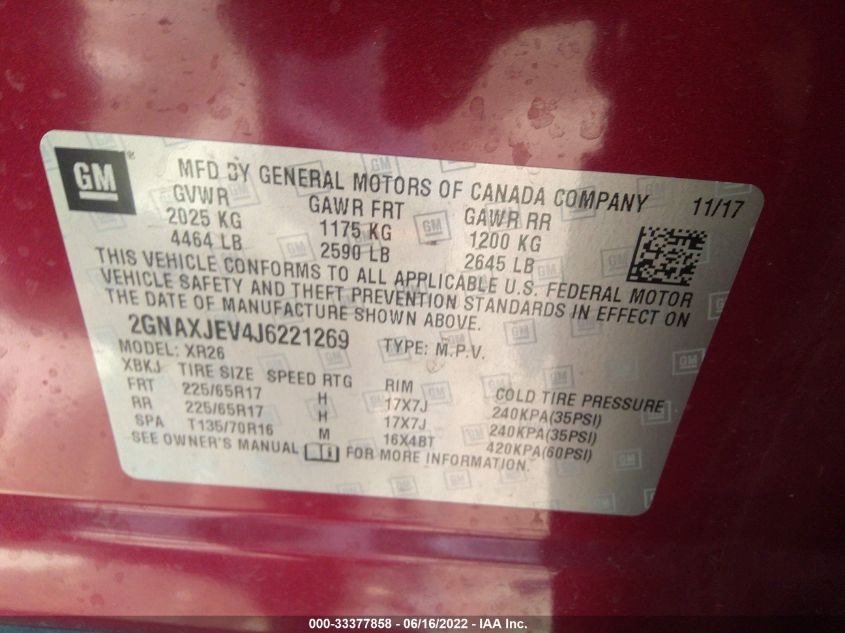 GM ®
MFD BY GENERAL MOTORS OF CANADA COMPANY 11/17
GVWR GAWR FRT GAWR RR
2025 KG 1175 KG 1200 KG
4464 LB 2590 LB 2645 LB
THIS VEHICLE CONFORMS TO ALL APPLICABLE U.S. FEDERAL MOTOR
VEHICLE SAFETY AND THEFT PREVENTION STANDARDS IN EFFECT ON
THE DATE OF MANUFACTURE SHOWN ABOVE.
2GNAXJEV4J6221269 TYPE: M.P.V.
MODEL: XR26
XBKJ TIRE SIZE SPEED RTG RIM COLD TIRE PRESSURE
FRT 225/65R17 H 17X7J 240KPA(35PSI)
RR 225/65R17 H 17X7J 240KPA(35PSI)
SPA T135/70R16 M 16X4BT 420KPA(60PSI)
SEE OWNER'S MANUAL FOR MORE INFORMATION.
000-33377858 - 06/16/2022 - IAA Inc.